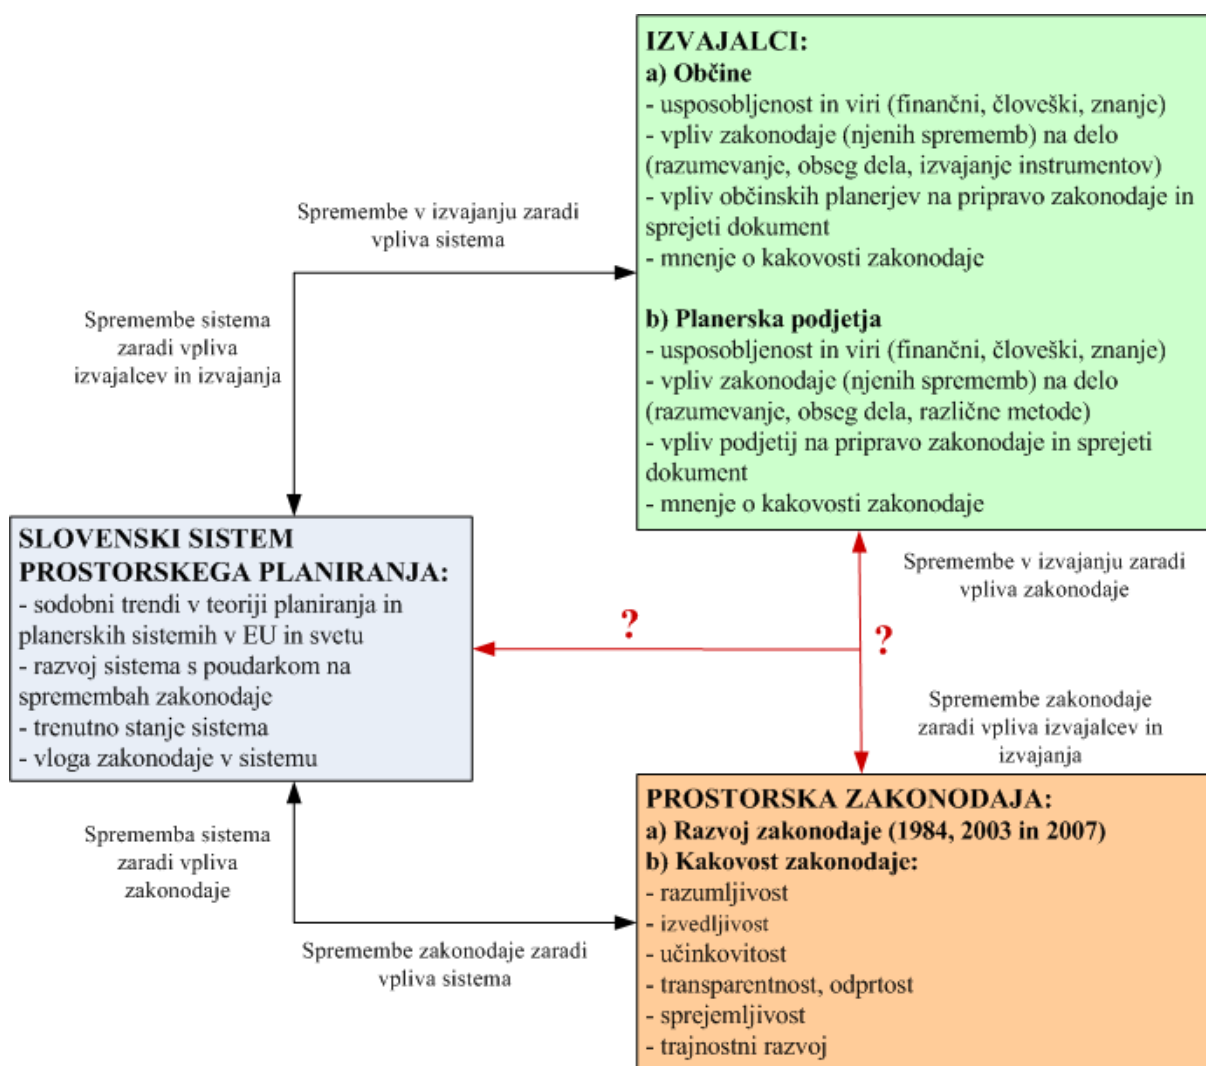 IZVAJALCI:
a) Občine
- usposobljenost in viri (finančni, človeški, znanje)
- vpliv zakonodaje (njenih sprememb) na delo
(razumevanje, obseg dela, izvajanje instrumentov)
- vpliv občinskih planerjev na pripravo zakonodaje in
sprejeti dokument
- mnenje o kakovosti zakonodaje
b) Planerska podjetja
- usposobljenost in viri (finančni, človeški, znanje)
- vpliv zakonodaje (njenih sprememb) na delo
(razumevanje, obseg dela, različne metode)
- vpliv podjetij na pripravo zakonodaje in sprejeti
dokument
- mnenje o kakovosti zakonodaje
Spremembe v izvajanju zaradi
vpliva sistema
Spremembe sistema
zaradi vpliva
izvajalcev in izvajanja
SLOVENSKI SISTEM
PROSTORSKEGA PLANIRANJA:
- sodobni trendi v teoriji planiranja in
planerskih sistemih v EU in svetu
- razvoj sistema s poudarkom na
spremembah zakonodaje
- trenutno stanje sistema
- vloga zakonodaje v sistemu
?
?
Spremembe v izvajanju zaradi
vpliva zakonodaje
Spremembe zakonodaje
zaradi vpliva izvajalcev in
izvajanja
Sprememba sistema
zaradi vpliva
zakonodaje
Spremembe zakonodaje zaradi
vpliva sistema
PROSTORSKA ZAKONODAJA:
a) Razvoj zakonodaje (1984, 2003 in 2007)
b) Kakovost zakonodaje:
- razumljivost
- izvedljivost
- učinkovitost
- transparentnost, odprtost
- sprejemljivost
- trajnostni razvoj